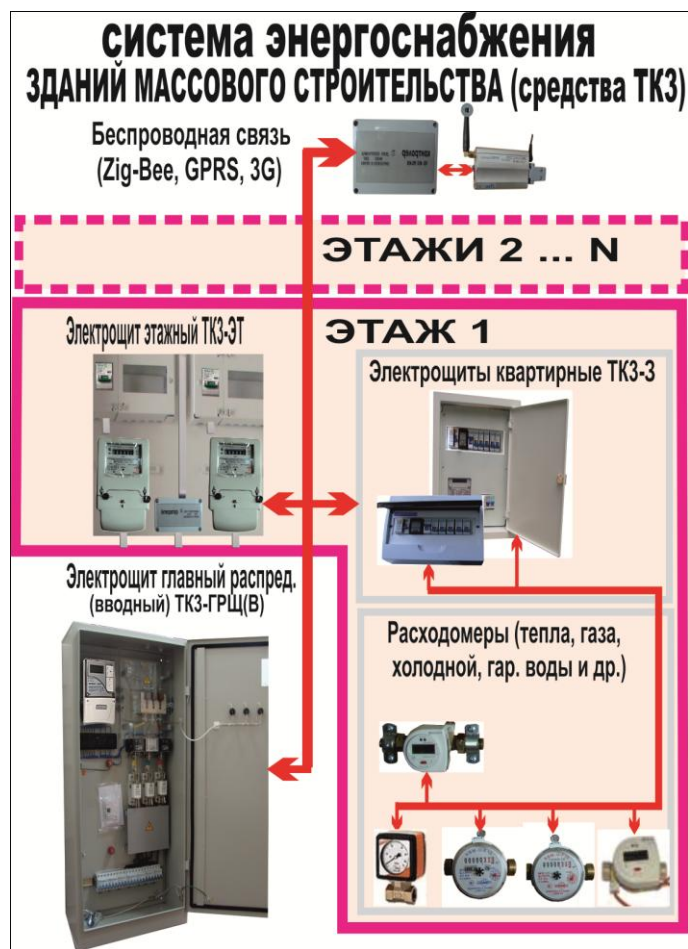 система энергоснабжения
ЗДАНИЙ МАССОВОГО СТРОИТЕЛЬСТВА (средства ТКЗ)
Беспроводная связь
(Zig-Bee, GPRS, 3G)
ЭТАЖИ 2 ... N
Электрощит этажный ТКЗ-ЭТ
ЭТАЖ 1
Электрощиты квартирные ТКЗ-З
Электрощит главный распред.
(вводный) ТКЗ-ГРЩ(В)
Расходомеры (тепла, газа,
холодной, гар. воды и др.)